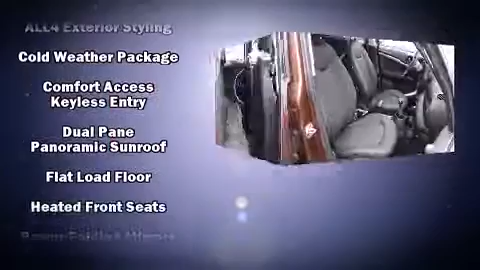 ALL4 Exterior Styling
Cold Weather Package
Comfort Access
Keyless Entry
Dual Pane
Panoramic Sunroof
Flat Load Floor
Heated Front Seats